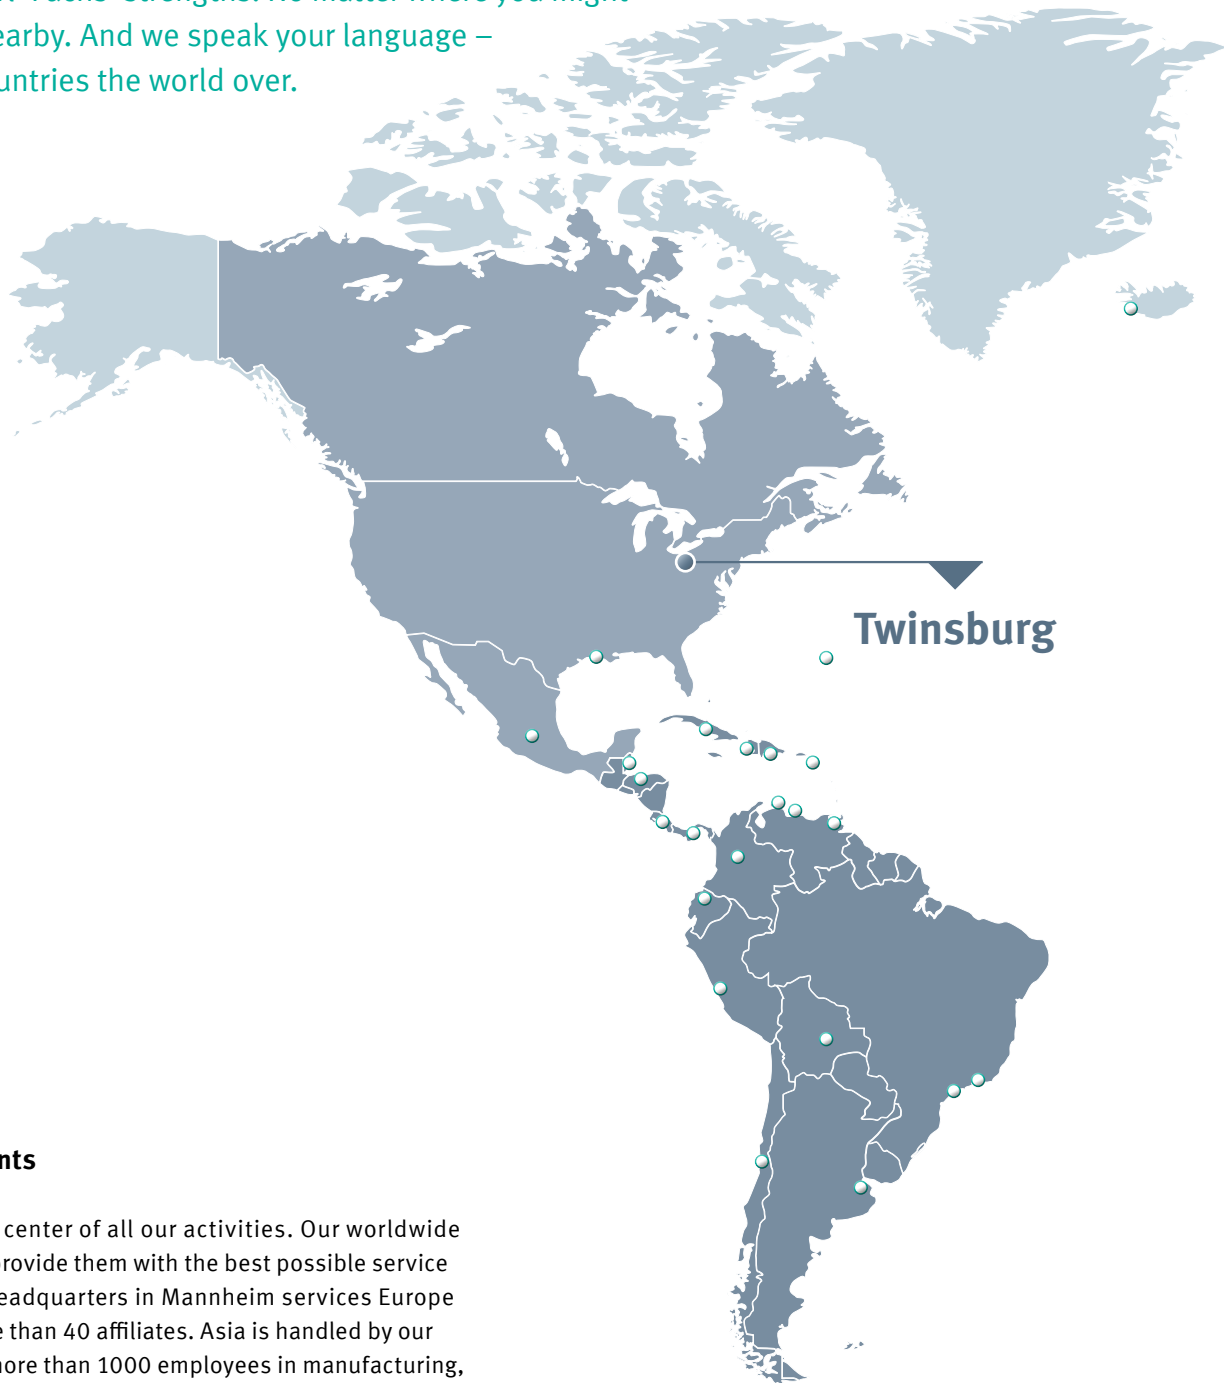 earby. And we speak your language –
untries the world over.
Twinsburg
nts
center of all our activities. Our worldwide
rovide them with the best possible service
eadquarters in Mannheim services Europe
e than 40 affiliates. Asia is handled by our
more than 1000 employees in manufacturing,